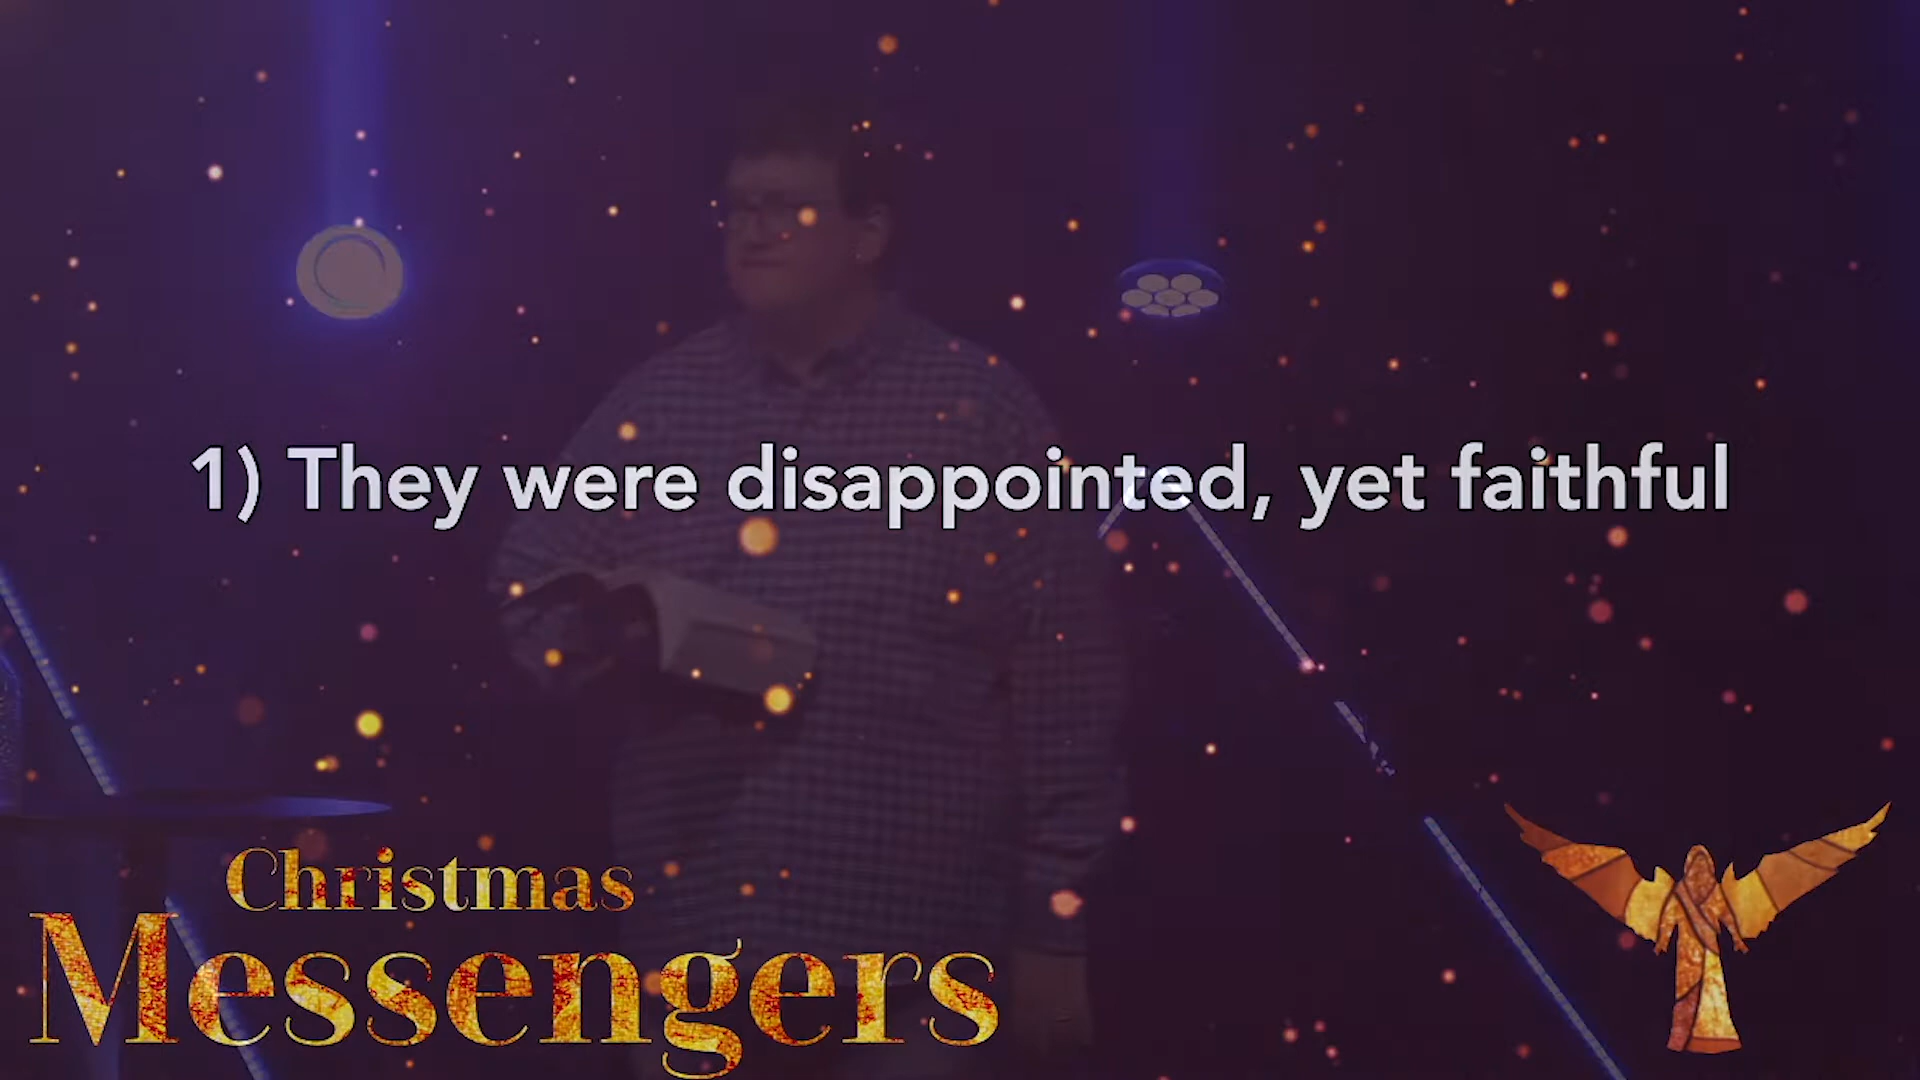 1) They were disappointed, yet faithful
Christmas
Messengers